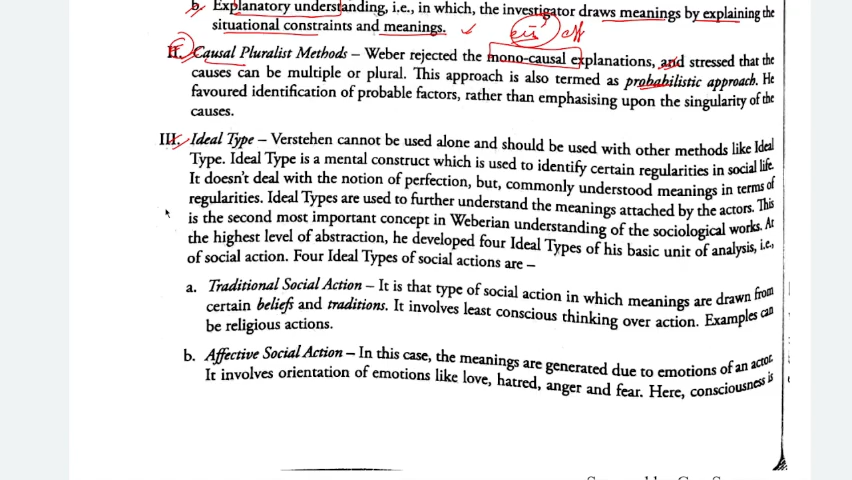 b. Explanatory understanding, i.e., in which, the investigator draws meanings by explaining the
situational constraints and meanings.
II. Causal Pluralist Methods – Weber rejected the mono-causal explanations, and stressed that the
causes can be multiple or plural. This approach is also termed as probabilistic approach. He
favoured identification of probable factors, rather than emphasising upon the singularity of the
causes.
III. Ideal Type – Verstehen cannot be used alone and should be used with other methods like Ideal
Type. Ideal Type is a mental construct which is used to identify certain regularities in social life.
It doesn't deal with the notion of perfection, but, commonly understood meanings in terms of
regularities. Ideal Types are used to further understand the meanings attached by the actors. This
is the second most important concept in Weberian understanding of the sociological works. At
the highest level of abstraction, he developed four Ideal Types of his basic unit of analysis, i.e.,
of social action. Four Ideal Types of social actions are –
a. Traditional Social Action – It is that type of social action in which meanings are drawn from
certain beliefs and traditions. It involves least conscious thinking over action. Examples can
be religious actions.
b. Affective Social Action – In this case, the meanings are generated due to emotions of an actor.
It involves orientation of emotions like love, hatred, anger and fear. Here, consciousness is